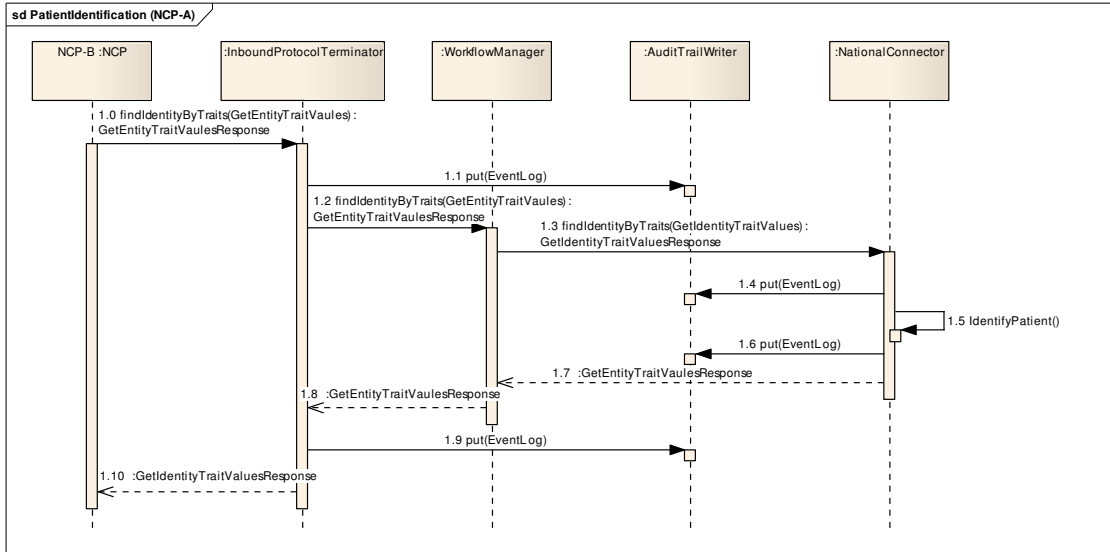 sd PatientIdentification (NCP-A)
NCP-B :NCP
:InboundProtocolTerminator
:WorkflowManager
:AuditTrailWriter
:NationalConnector
1.0 findIdentityByTraits(GetEntityTraitVaules) :
GetEntityTraitVaulesResponse
1.1 put(EventLog)
1.2 findIdentityByTraits(GetEntityTraitVaules) :
GetEntityTraitVaulesResponse
1.3 findIdentityByTraits(GetIdentityTraitValues) :
GetIdentityTraitValuesResponse
1.4 put(EventLog)
1.5 IdentifyPatient()
1.6 put(EventLog)
1.7 :GetEntityTraitVaulesResponse
1.8 :GetEntityTraitVaulesResponse
1.9 put(EventLog)
1.10 :GetIdentityTraitValuesResponse